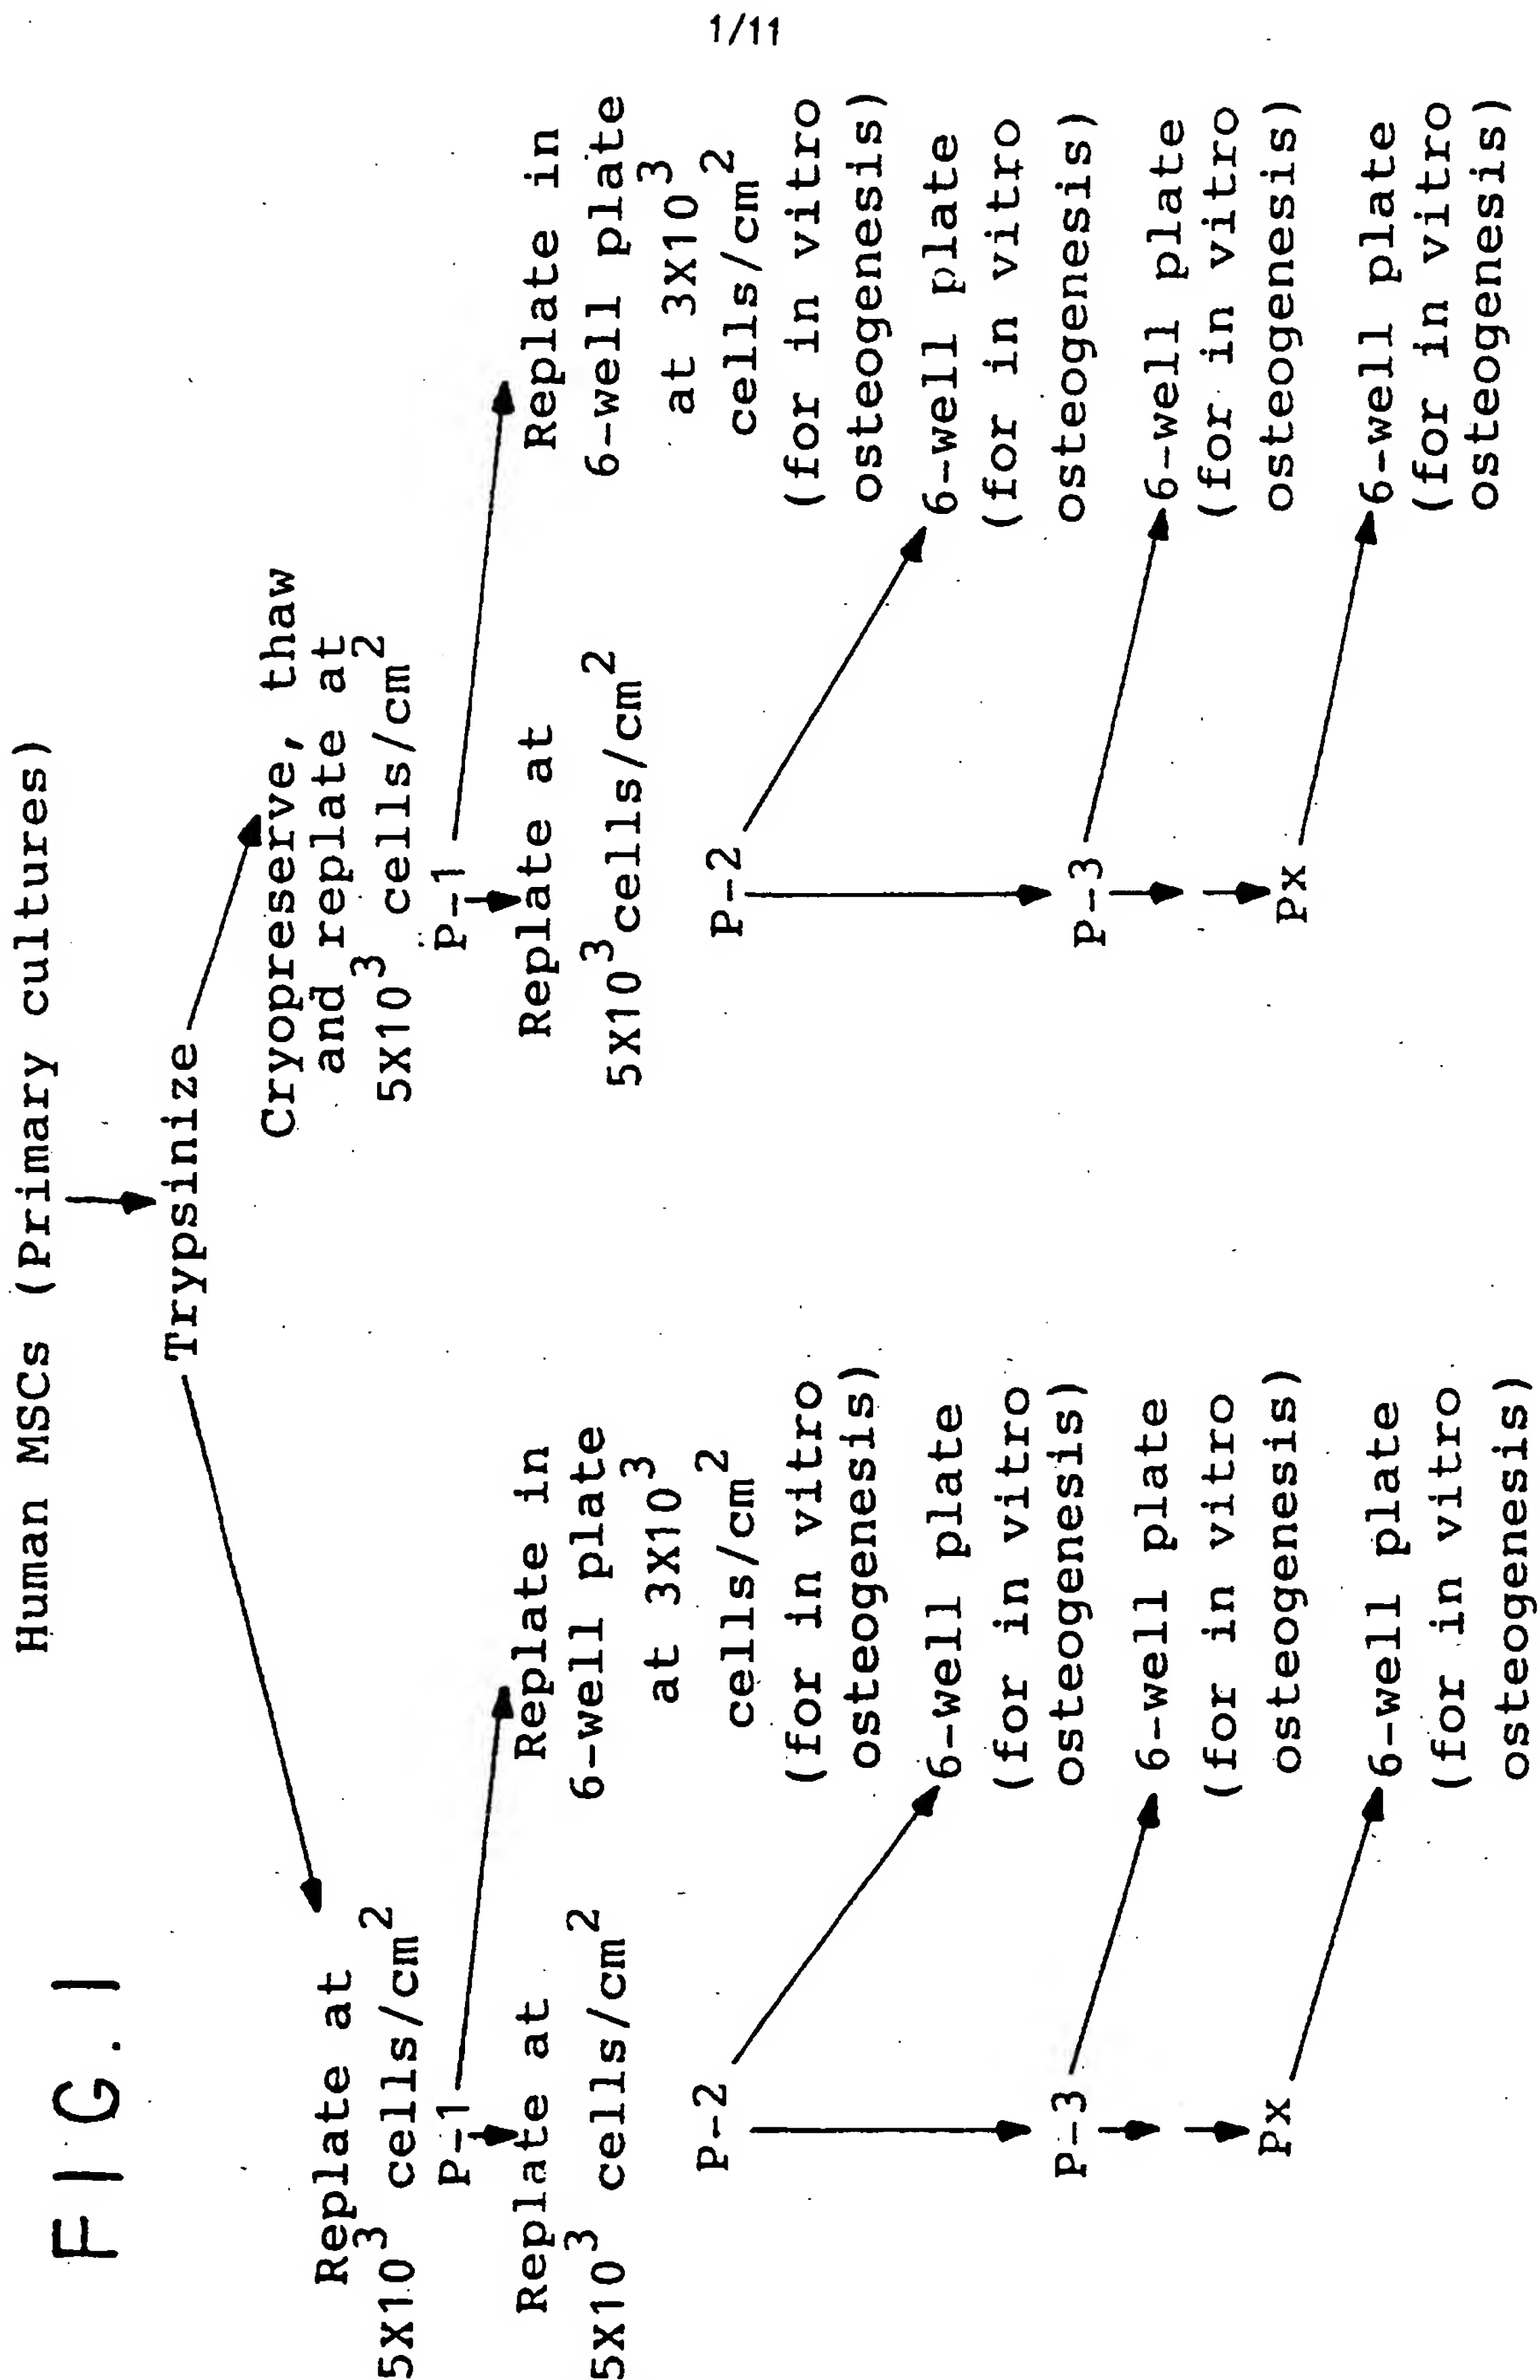 1/11
FIG. 1
Human MSCs (Primary cultures)
Trypsinize
Replate at
5X10³ cells/cm²
P-1
Replate at
5X10³ cells/cm²
Replate in
6-well plate
at 3X10³
cells/cm²
(for in vitro
osteogenesis)
P-2
6-well plate
(for in vitro
osteogenesis)
P-3
6-well plate
(for in vitro
osteogenesis)
Px
6-well plate
(for in vitro
osteogenesis)
Cryopreserve, thaw
and replate at
5X10³ cells/cm²
P-1
Replate at
5X10³ cells/cm²
Replate in
6-well plate
at 3X10³
cells/cm²
(for in vitro
osteogenesis)
P-2
6-well plate
(for in vitro
osteogenesis)
P-3
6-well plate
(for in vitro
osteogenesis)
Px
6-well plate
(for in vitro
osteogenesis)